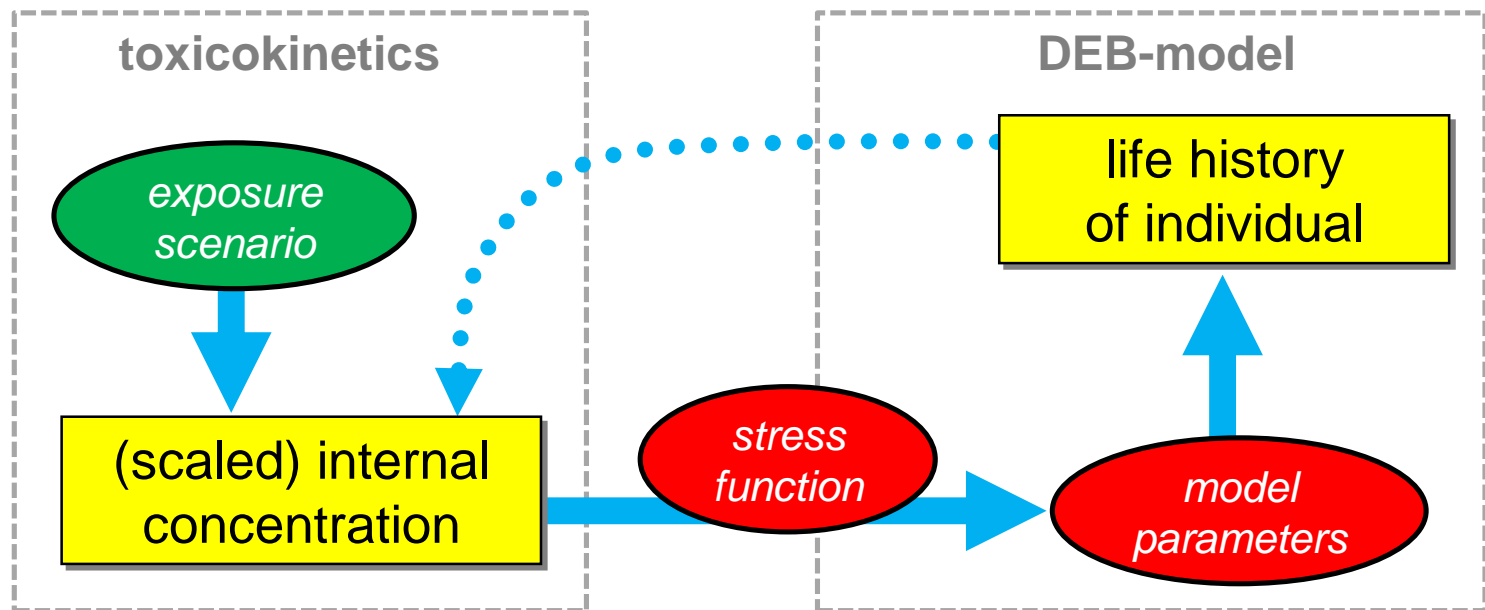 toxicokinetics
exposure
scenario
(scaled) internal
concentration
stress
function
DEB-model
life history
of individual
model
parameters